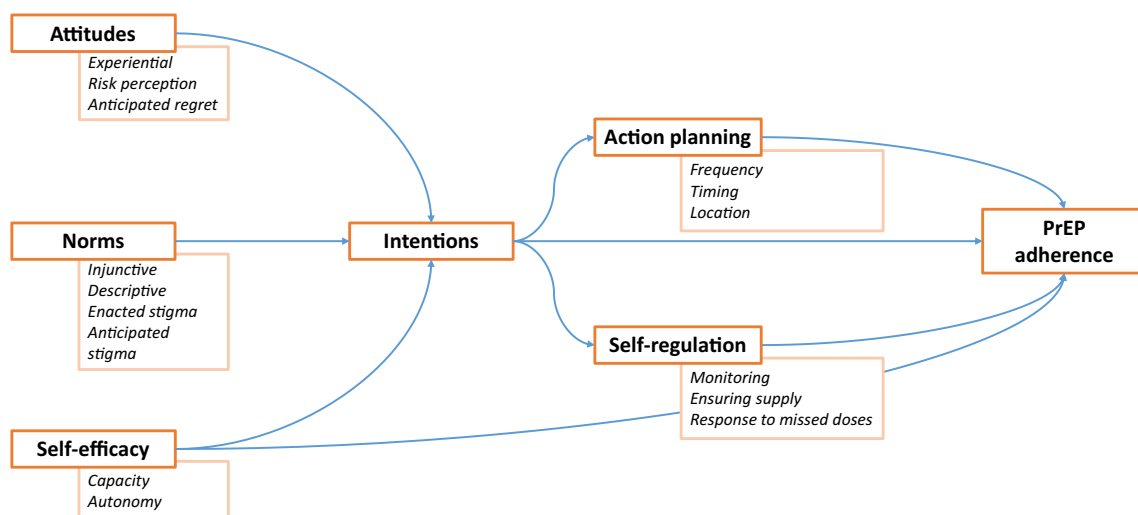 Attitudes
Experiential
Risk perception
Anticipated regret
Norms
Injunctive
Descriptive
Enacted stigma
Anticipated
stigma
Self-efficacy
Capacity
Autonomy
Intentions
Action planning
Frequency
Timing
Location
Self-regulation
Monitoring
Ensuring supply
Response to missed doses
PrEP
adherence